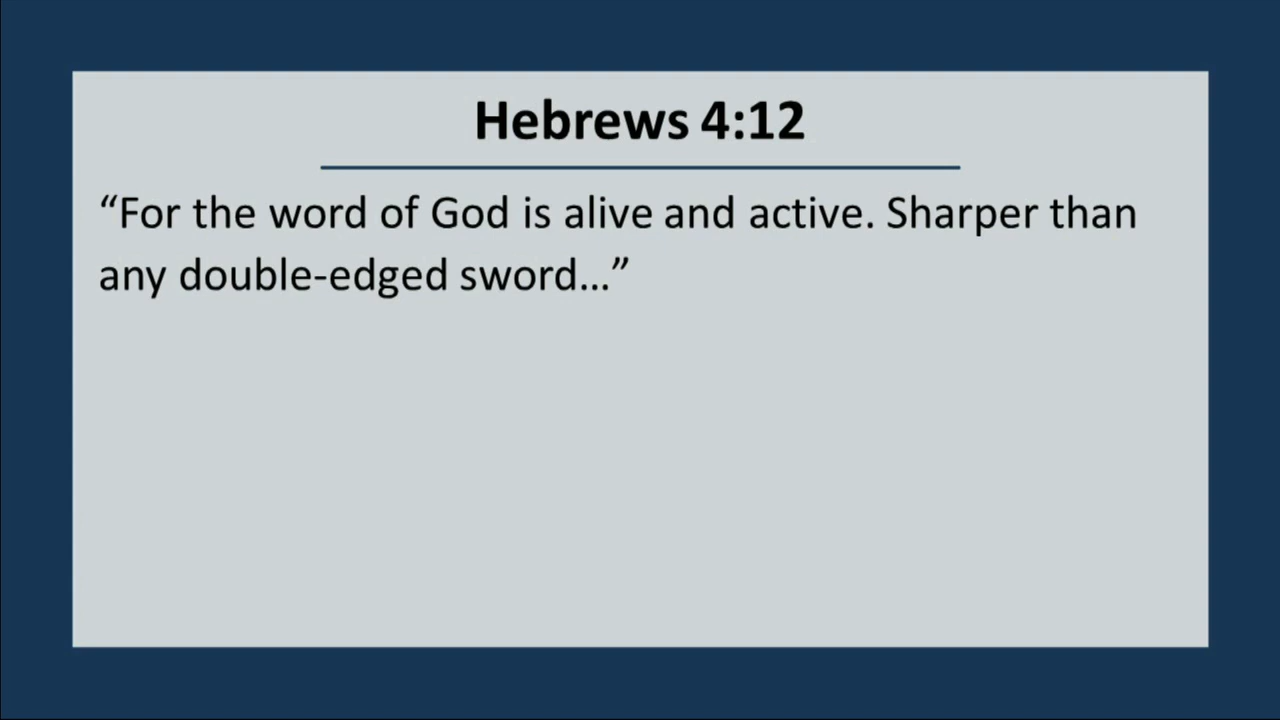 Hebrews 4:12
“For the word of God is alive and active. Sharper than
any double-edged sword…”